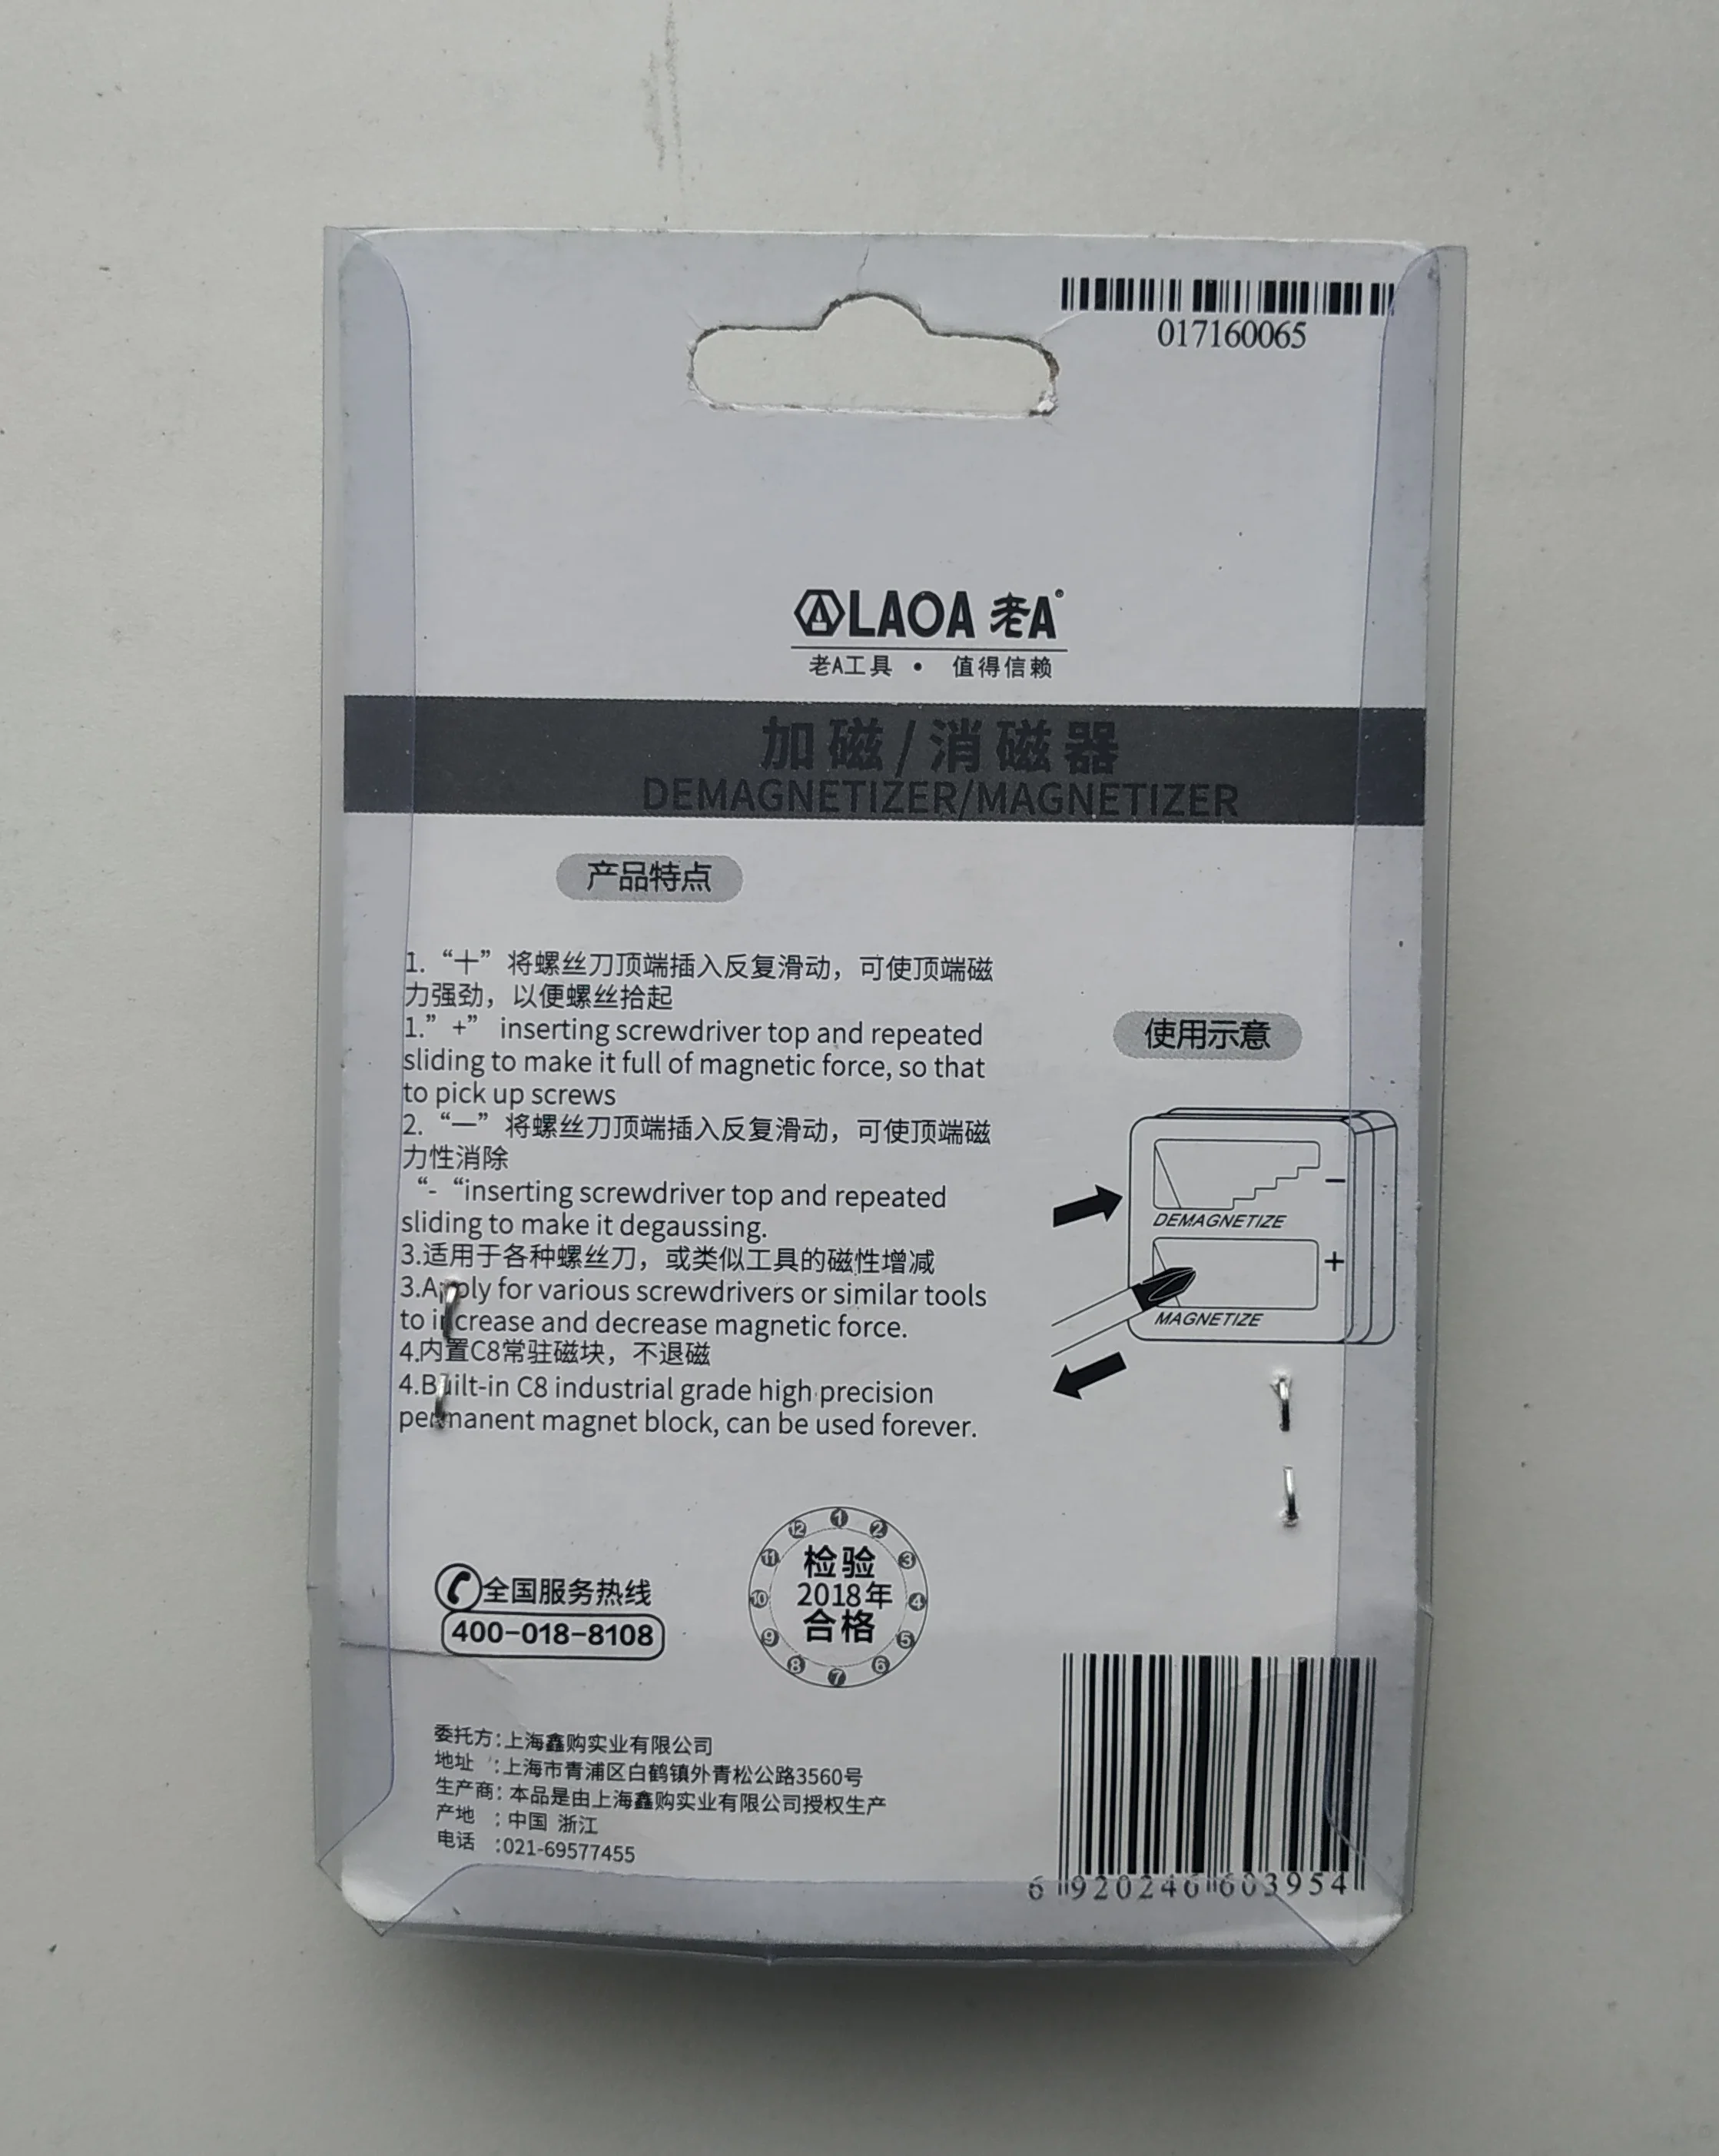 017160065
LAOA 老A®
老A工具 · 值得信赖
加磁/消磁器
DEMAGNETIZER/MAGNETIZER
产品特点
1.“十”将螺丝刀顶端插入反复滑动，可使顶端磁
力强劲，以便螺丝拾起
1.”+” inserting screwdriver top and repeated
sliding to make it full of magnetic force, so that
to pick up screws
2.“一”将螺丝刀顶端插入反复滑动，可使顶端磁
力性消除
“- “inserting screwdriver top and repeated
sliding to make it degaussing.
3.适用于各种螺丝刀，或类似工具的磁性增减
3.Apply for various screwdrivers or similar tools
to increase and decrease magnetic force.
4.内置C8常驻磁块，不退磁
4.Built-in C8 industrial grade high precision
permanent magnet block, can be used forever.
使用示意
−
DEMAGNETIZE
+
MAGNETIZE
全国服务热线
400-018-8108
1 2 3 4 5 6 7 8 9 10 11 12
检验
2018年
合格
委托方:上海鑫购实业有限公司
地址 :上海市青浦区白鹤镇外青松公路3560号
生产商: 本品是由上海鑫购实业有限公司授权生产
产地 : 中国 浙江
电话 :021-69577455
6 920246 603954